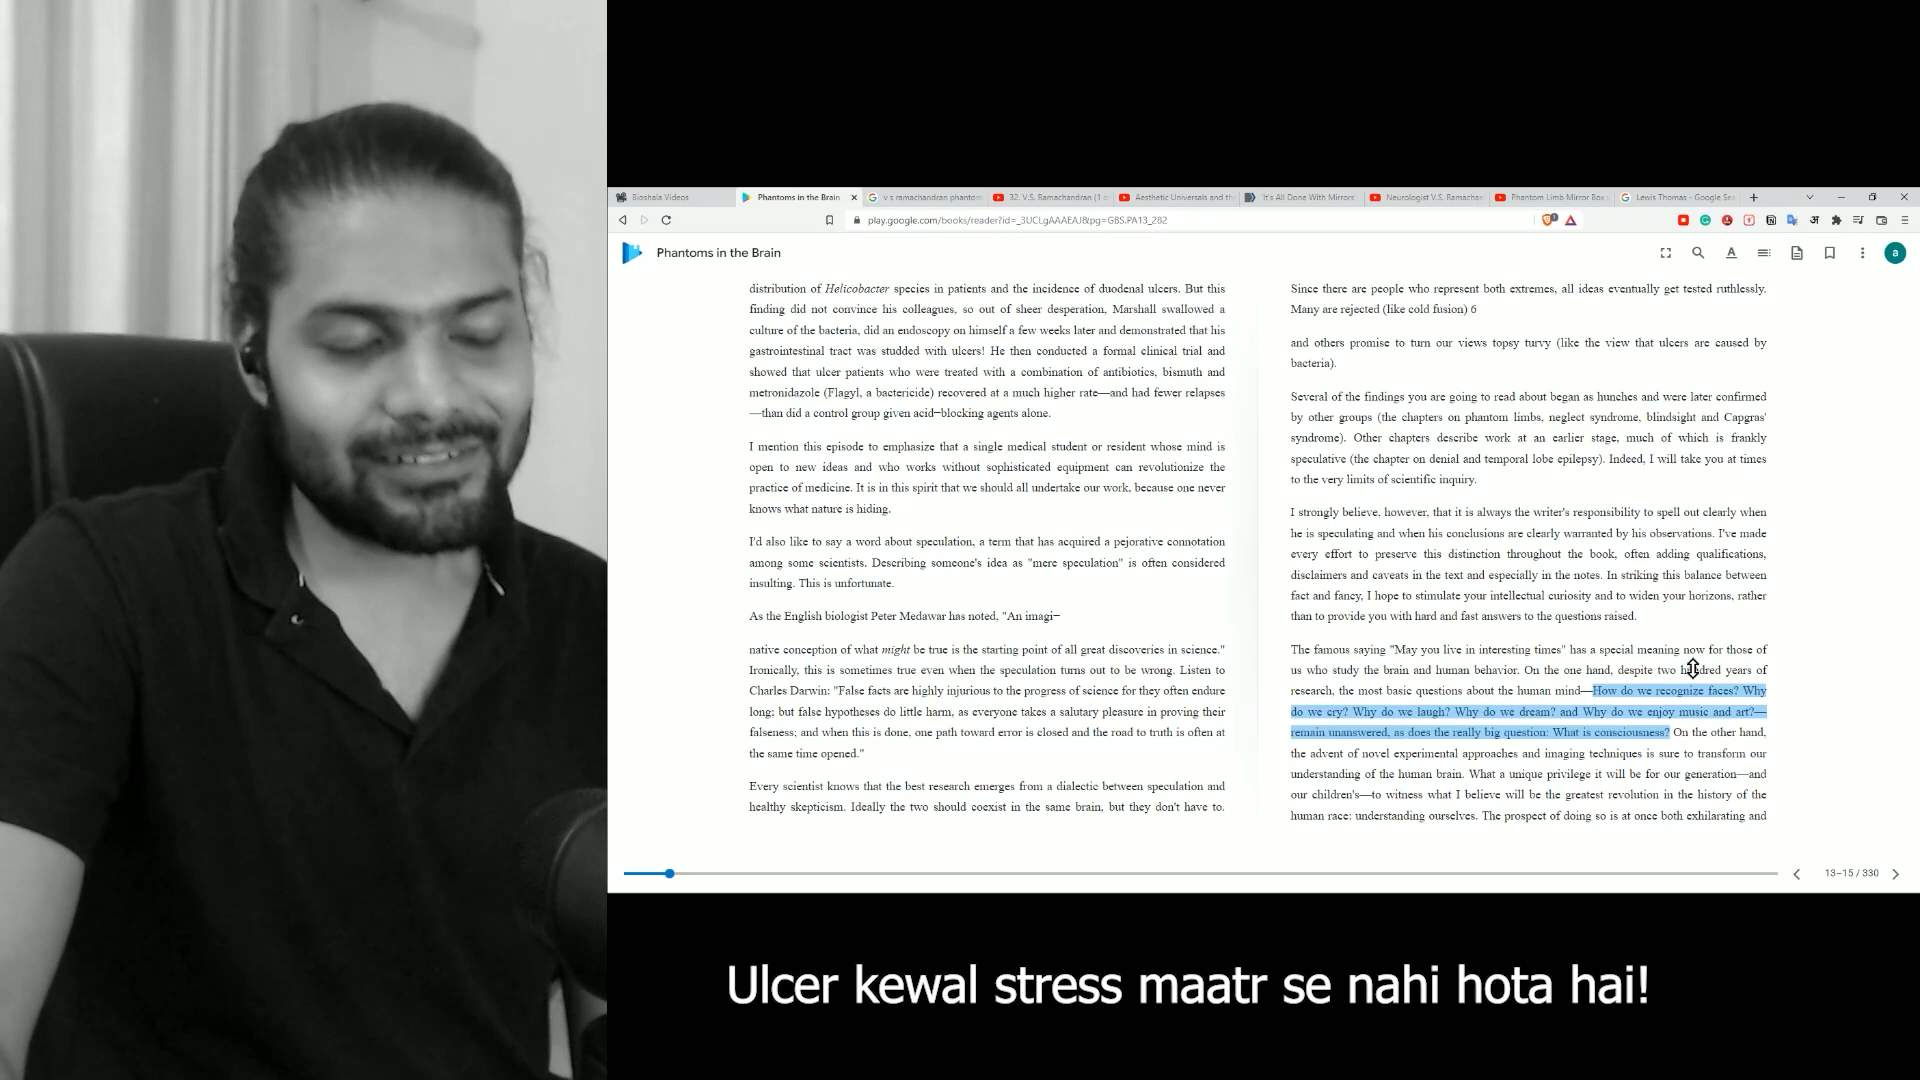 Bioshala Videos
Phantoms in the Brain
v s ramachandran phantom
32. V.S. Ramachandran (1
Aesthetic Universals and th
'It's All Done With Mirrors'
Neurologist V.S. Ramachan
Phantom Limb Mirror Box
Lewis Thomas - Google Sea
play.google.com/books/reader?id=_3UCLgAAAEAJ&pg=GBS.PA13_282
Phantoms in the Brain
a
distribution of Helicobacter species in patients and the incidence of duodenal ulcers. But this
finding did not convince his colleagues, so out of sheer desperation, Marshall swallowed a
culture of the bacteria, did an endoscopy on himself a few weeks later and demonstrated that his
gastrointestinal tract was studded with ulcers! He then conducted a formal clinical trial and
showed that ulcer patients who were treated with a combination of antibiotics, bismuth and
metronidazole (Flagyl, a bactericide) recovered at a much higher rate—and had fewer relapses
—than did a control group given acid–blocking agents alone.
I mention this episode to emphasize that a single medical student or resident whose mind is
open to new ideas and who works without sophisticated equipment can revolutionize the
practice of medicine. It is in this spirit that we should all undertake our work, because one never
knows what nature is hiding.
I'd also like to say a word about speculation, a term that has acquired a pejorative connotation
among some scientists. Describing someone's idea as "mere speculation" is often considered
insulting. This is unfortunate.
As the English biologist Peter Medawar has noted, "An imagi–
native conception of what might be true is the starting point of all great discoveries in science."
Ironically, this is sometimes true even when the speculation turns out to be wrong. Listen to
Charles Darwin: "False facts are highly injurious to the progress of science for they often endure
long; but false hypotheses do little harm, as everyone takes a salutary pleasure in proving their
falseness; and when this is done, one path toward error is closed and the road to truth is often at
the same time opened."
Every scientist knows that the best research emerges from a dialectic between speculation and
healthy skepticism. Ideally the two should coexist in the same brain, but they don't have to.
Since there are people who represent both extremes, all ideas eventually get tested ruthlessly.
Many are rejected (like cold fusion) 6
and others promise to turn our views topsy turvy (like the view that ulcers are caused by
bacteria).
Several of the findings you are going to read about began as hunches and were later confirmed
by other groups (the chapters on phantom limbs, neglect syndrome, blindsight and Capgras'
syndrome). Other chapters describe work at an earlier stage, much of which is frankly
speculative (the chapter on denial and temporal lobe epilepsy). Indeed, I will take you at times
to the very limits of scientific inquiry.
I strongly believe, however, that it is always the writer's responsibility to spell out clearly when
he is speculating and when his conclusions are clearly warranted by his observations. I've made
every effort to preserve this distinction throughout the book, often adding qualifications,
disclaimers and caveats in the text and especially in the notes. In striking this balance between
fact and fancy, I hope to stimulate your intellectual curiosity and to widen your horizons, rather
than to provide you with hard and fast answers to the questions raised.
The famous saying "May you live in interesting times" has a special meaning now for those of
us who study the brain and human behavior. On the one hand, despite two hundred years of
research, the most basic questions about the human mind—How do we recognize faces? Why
do we cry? Why do we laugh? Why do we dream? and Why do we enjoy music and art?—
remain unanswered, as does the really big question: What is consciousness? On the other hand,
the advent of novel experimental approaches and imaging techniques is sure to transform our
understanding of the human brain. What a unique privilege it will be for our generation—and
our children's—to witness what I believe will be the greatest revolution in the history of the
human race: understanding ourselves. The prospect of doing so is at once both exhilarating and
13–15 / 330
Ulcer kewal stress maatr se nahi hota hai!